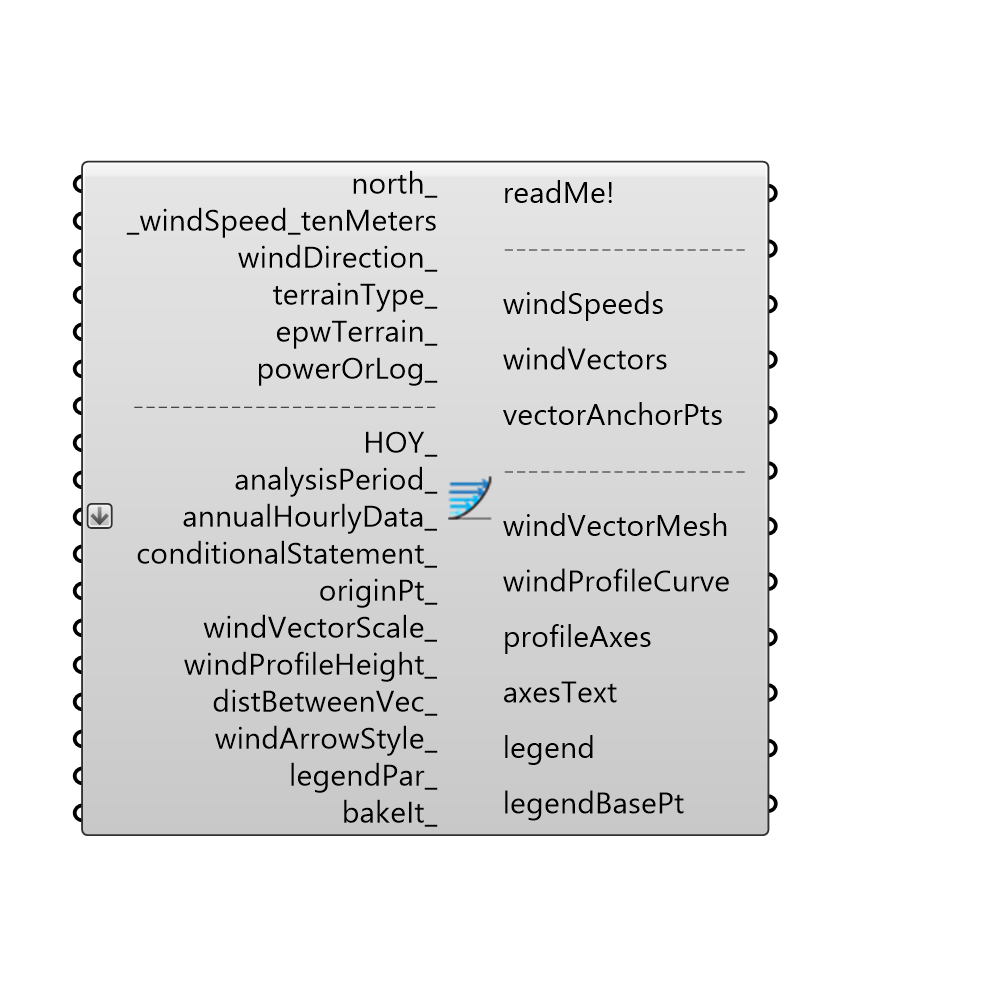 north_
_windSpeed_tenMeters
windDirection_
terrainType_
epwTerrain_
powerOrLog_
-------------------------
HOY_
analysisPeriod_
annualHourlyData_
conditionalStatement_
originPt_
windVectorScale_
windProfileHeight_
distBetweenVec_
windArrowStyle_
legendPar_
bakeIt_
readMe!
--------------------
windSpeeds
windVectors
vectorAnchorPts
--------------------
windVectorMesh
windProfileCurve
profileAxes
axesText
legend
legendBasePt